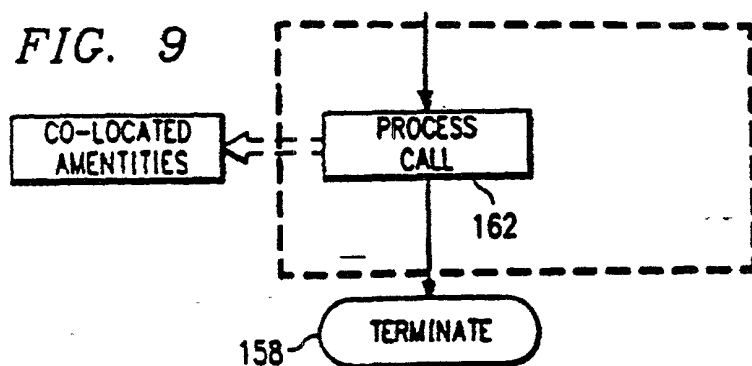 FIG. 9
CO-LOCATED
AMENTITIES
PROCESS
CALL
162
TERMINATE
158